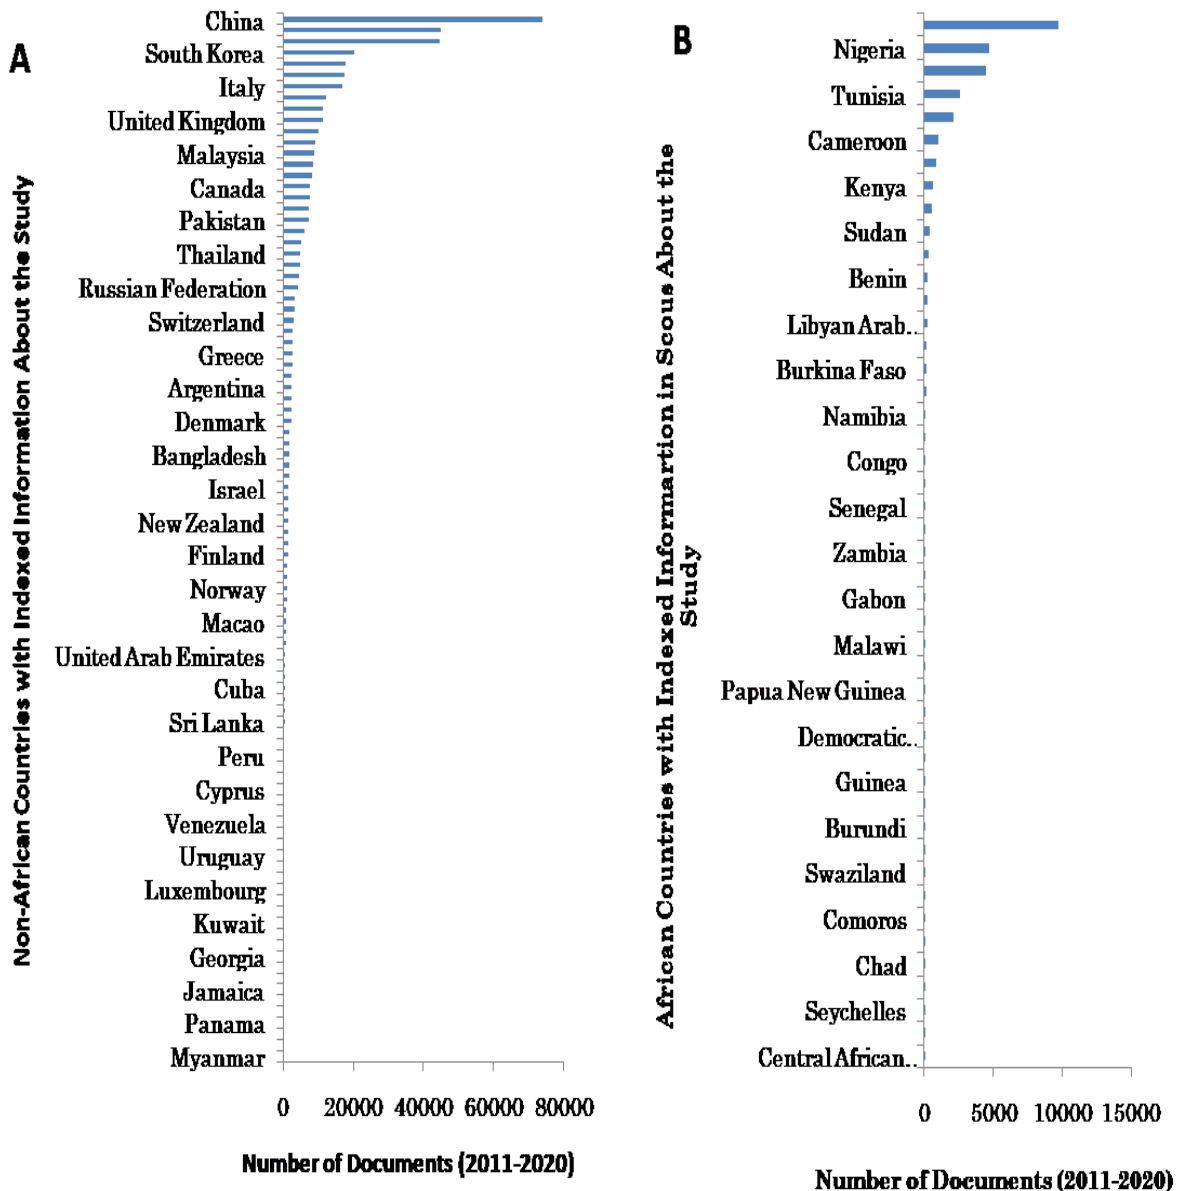 A
Non-African Countries with Indexed Information About the Study
China
South Korea
Italy
United Kingdom
Malaysia
Canada
Pakistan
Thailand
Russian Federation
Switzerland
Greece
Argentina
Denmark
Bangladesh
Israel
New Zealand
Finland
Norway
Macao
United Arab Emirates
Cuba
Sri Lanka
Peru
Cyprus
Venezuela
Uruguay
Luxembourg
Kuwait
Georgia
Jamaica
Panama
Myanmar
0 20000 40000 60000 80000
Number of Documents (2011-2020)
B
African Countries with Indexed Informartion in Scous About the
Study
Nigeria
Tunisia
Cameroon
Kenya
Sudan
Benin
Libyan Arab..
Burkina Faso
Namibia
Congo
Senegal
Zambia
Gabon
Malawi
Papua New Guinea
Democratic..
Guinea
Burundi
Swaziland
Comoros
Chad
Seychelles
Central African..
0 5000 10000 15000
Number of Documents (2011-2020)